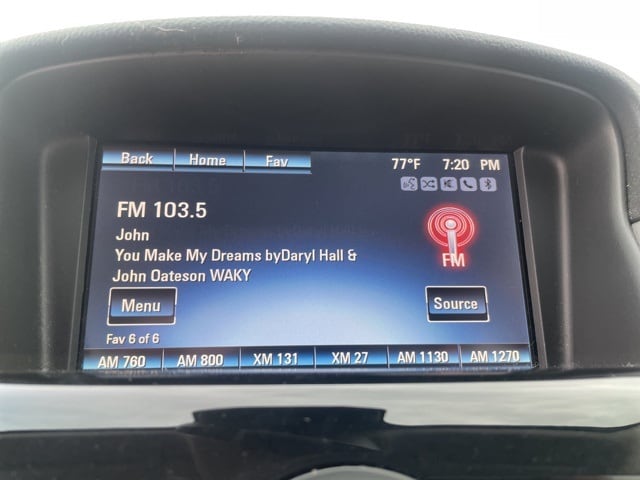 Back Home Fav 77°F 7:20 PM
FM 103.5
John
You Make My Dreams byDaryl Hall &
John Oateson WAKY
FM
Menu Source
Fav 6 of 6
AM 760 AM 800 XM 131 XM 27 AM 1130 AM 1270